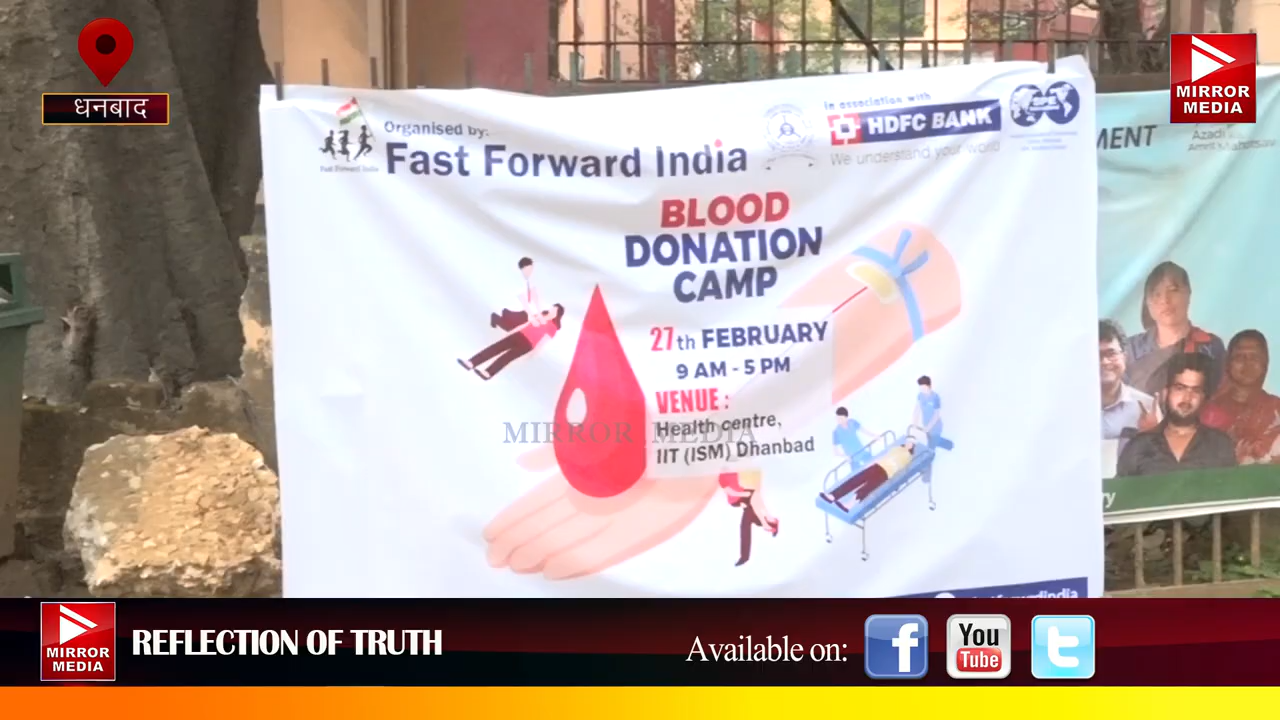 धनबाद
MIRROR
MEDIA
Organised by:
Fast Forward India
Fast Forward India
in association with
HDFC BANK
We understand your world
SPE
BLOOD
DONATION
CAMP
27th FEBRUARY
9 AM - 5 PM
VENUE :
Health centre,
IIT (ISM) Dhanbad
MIRROR MEDIA
MENT
Azadi
Amrit Mahotsav
MIRROR
MEDIA
REFLECTION OF TRUTH
Available on:
f
You
Tube
t